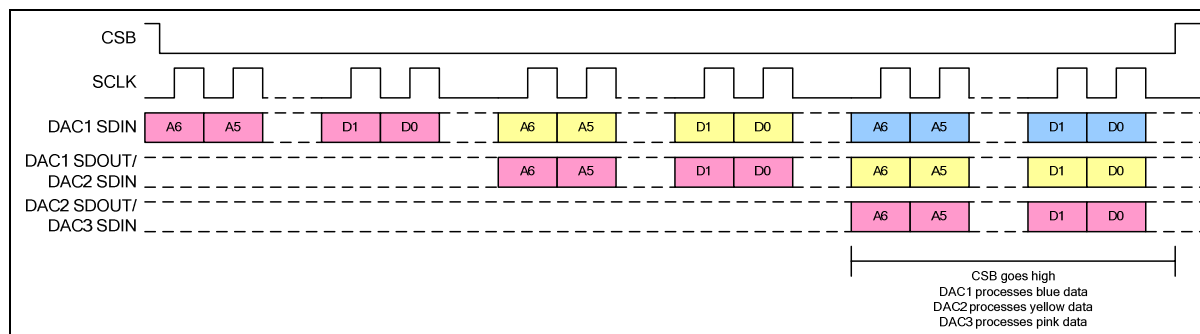 CSB
SCLK
DAC1 SDIN A6 A5 D1 D0 A6 A5 D1 D0 A6 A5 D1 D0
DAC1 SDOUT/
DAC2 SDIN A6 A5 D1 D0 A6 A5 D1 D0
DAC2 SDOUT/
DAC3 SDIN A6 A5 D1 D0
CSB goes high
DAC1 processes blue data
DAC2 processes yellow data
DAC3 processes pink data